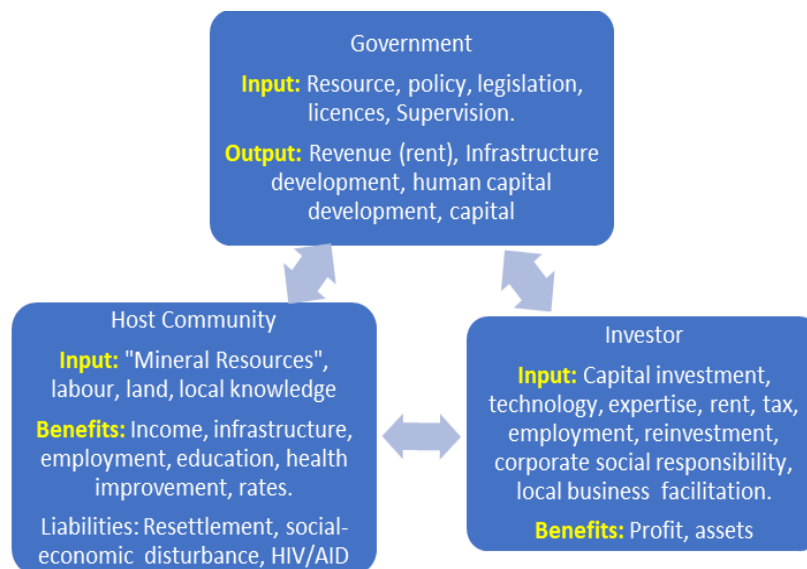 Government
Input: Resource, policy, legislation,
licences, Supervision.
Output: Revenue (rent), Infrastructure
development, human capital
development, capital
Host Community
Input: "Mineral Resources",
labour, land, local knowledge
Benefits: Income, infrastructure,
employment, education, health
improvement, rates.
Liabilities: Resettlement, social-
economic disturbance, HIV/AID
Investor
Input: Capital investment,
technology, expertise, rent, tax,
employment, reinvestment,
corporate social responsibility,
local business facilitation.
Benefits: Profit, assets